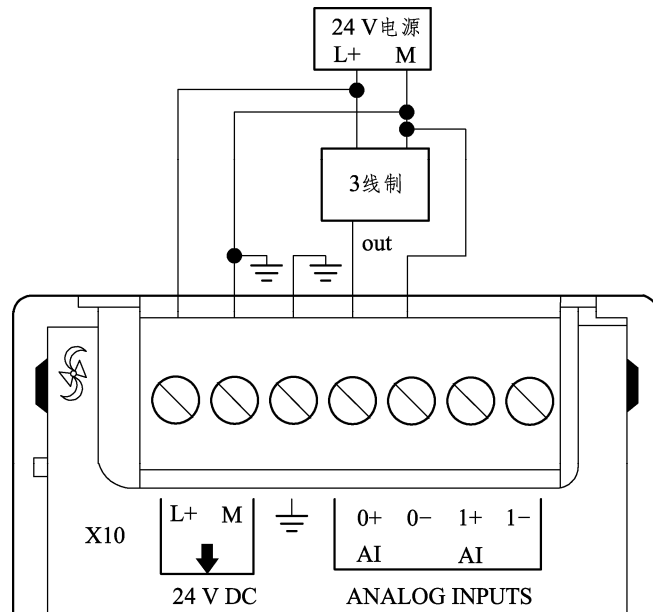 24 V电源
L+ M
3线制
out
L+ M 0+ 0− 1+ 1−
X10 AI AI
24 V DC ANALOG INPUTS